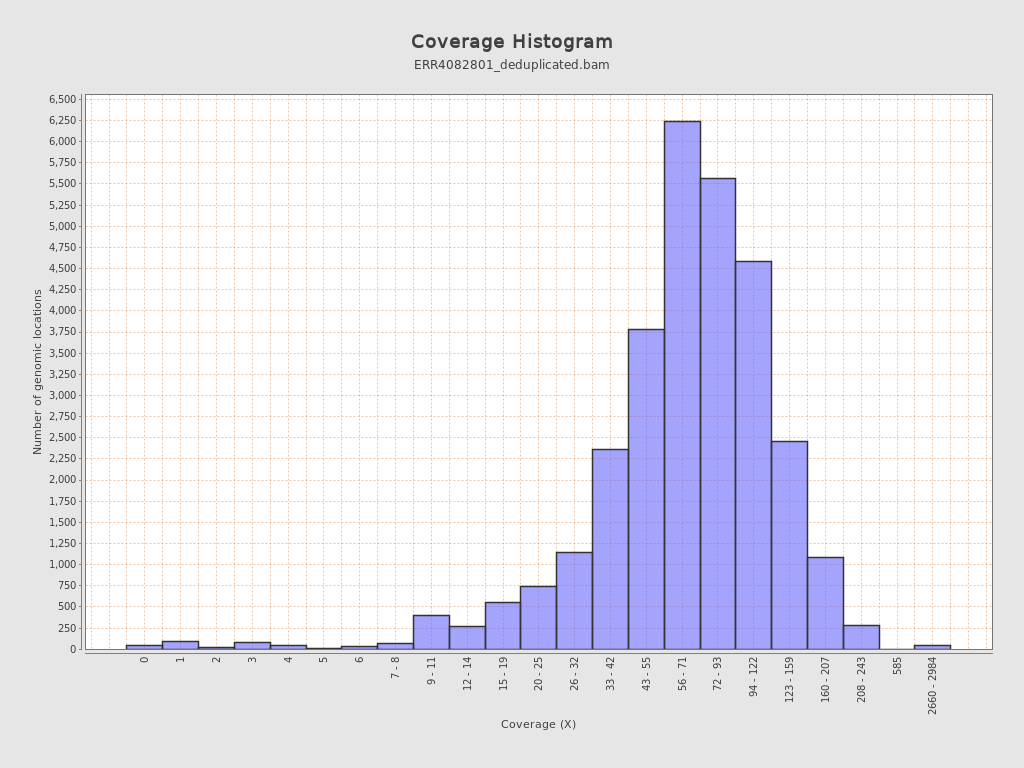 Coverage Histogram
ERR4082801_deduplicated.bam
Number of genomic locations
6,500
6,250
6,000
5,750
5,500
5,250
5,000
4,750
4,500
4,250
4,000
3,750
3,500
3,250
3,000
2,750
2,500
2,250
2,000
1,750
1,500
1,250
1,000
750
500
250
0
0
1
2
3
4
5
6
7 - 8
9 - 11
12 - 14
15 - 19
20 - 25
26 - 32
33 - 42
43 - 55
56 - 71
72 - 93
94 - 122
123 - 159
160 - 207
208 - 243
585
2660 - 2984
Coverage (X)